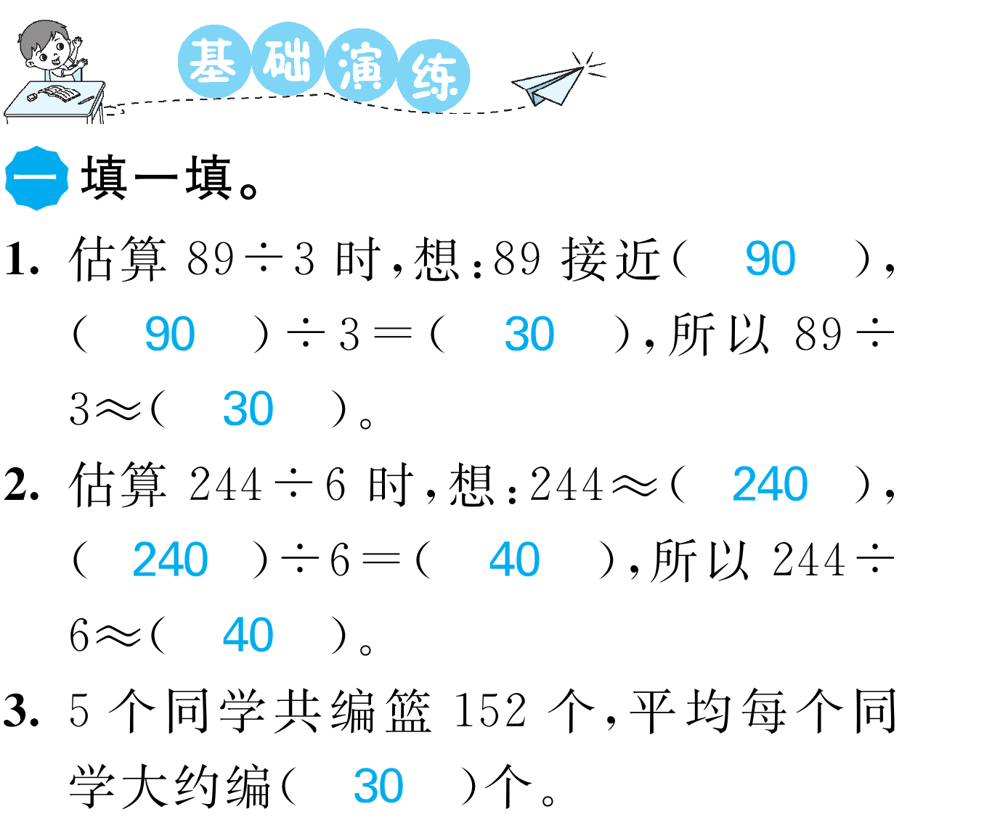 基础演练
一 填一填。
1. 估算 89÷3 时,想:89 接近( 90 ),
( 90 )÷3=( 30 ),所以 89÷
3≈( 30 )。
2. 估算 244÷6 时,想:244≈( 240 ),
( 240 )÷6=( 40 ),所以 244÷
6≈( 40 )。
3. 5 个同学共编篮 152 个,平均每个同
学大约编( 30 )个。